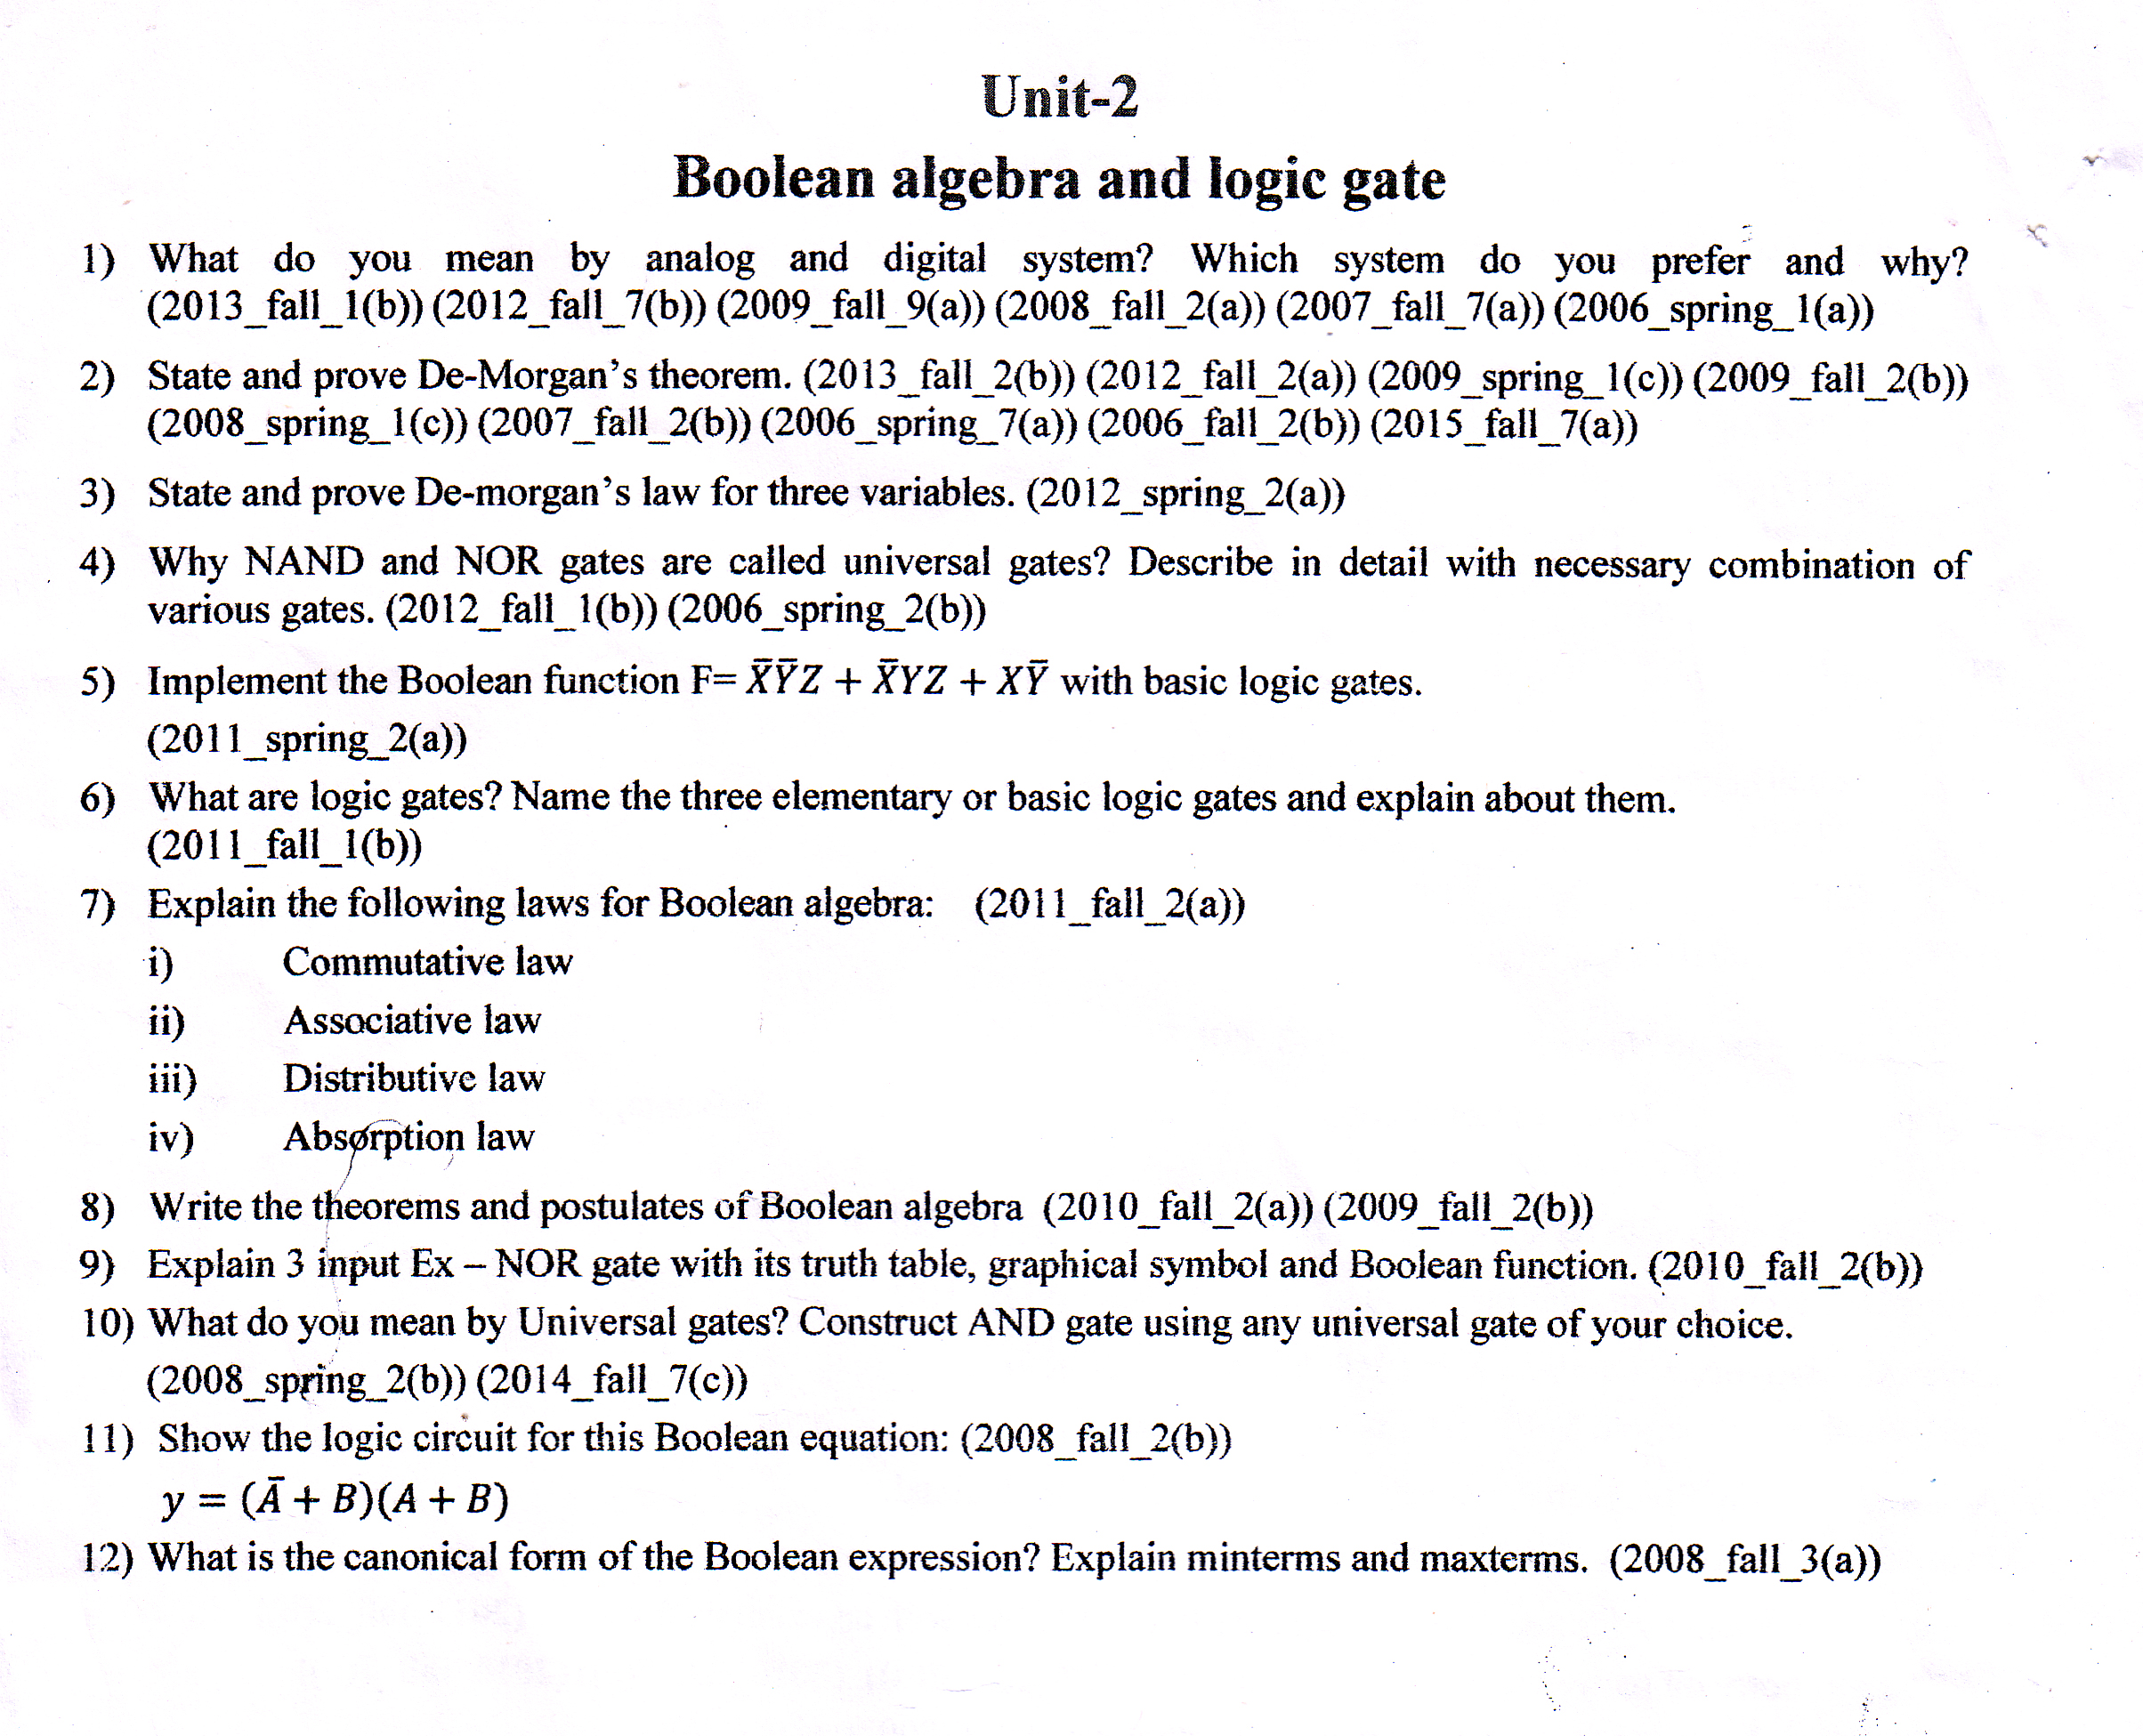 Unit-2
Boolean algebra and logic gate
1) What do you mean by analog and digital system? Which system do you prefer and why?
(2013_fall_1(b)) (2012_fall_7(b)) (2009_fall_9(a)) (2008_fall_2(a)) (2007_fall_7(a)) (2006_spring_1(a))
2) State and prove De-Morgan's theorem. (2013_fall_2(b)) (2012_fall_2(a)) (2009_spring_1(c)) (2009_fall_2(b))
(2008_spring_1(c)) (2007_fall_2(b)) (2006_spring_7(a)) (2006_fall_2(b)) (2015_fall_7(a))
3) State and prove De-morgan's law for three variables. (2012_spring_2(a))
4) Why NAND and NOR gates are called universal gates? Describe in detail with necessary combination of
various gates. (2012_fall_1(b)) (2006_spring_2(b))
5) Implement the Boolean function F= X̄ȲZ + X̄YZ + XȲ with basic logic gates.
(2011_spring_2(a))
6) What are logic gates? Name the three elementary or basic logic gates and explain about them.
(2011_fall_1(b))
7) Explain the following laws for Boolean algebra: (2011_fall_2(a))
i) Commutative law
ii) Associative law
iii) Distributive law
iv) Absorption law
8) Write the theorems and postulates of Boolean algebra (2010_fall_2(a)) (2009_fall_2(b))
9) Explain 3 input Ex – NOR gate with its truth table, graphical symbol and Boolean function. (2010_fall_2(b))
10) What do you mean by Universal gates? Construct AND gate using any universal gate of your choice.
(2008_spring_2(b)) (2014_fall_7(c))
11) Show the logic circuit for this Boolean equation: (2008_fall_2(b))
y = (Ā + B)(A + B)
12) What is the canonical form of the Boolean expression? Explain minterms and maxterms. (2008_fall_3(a))